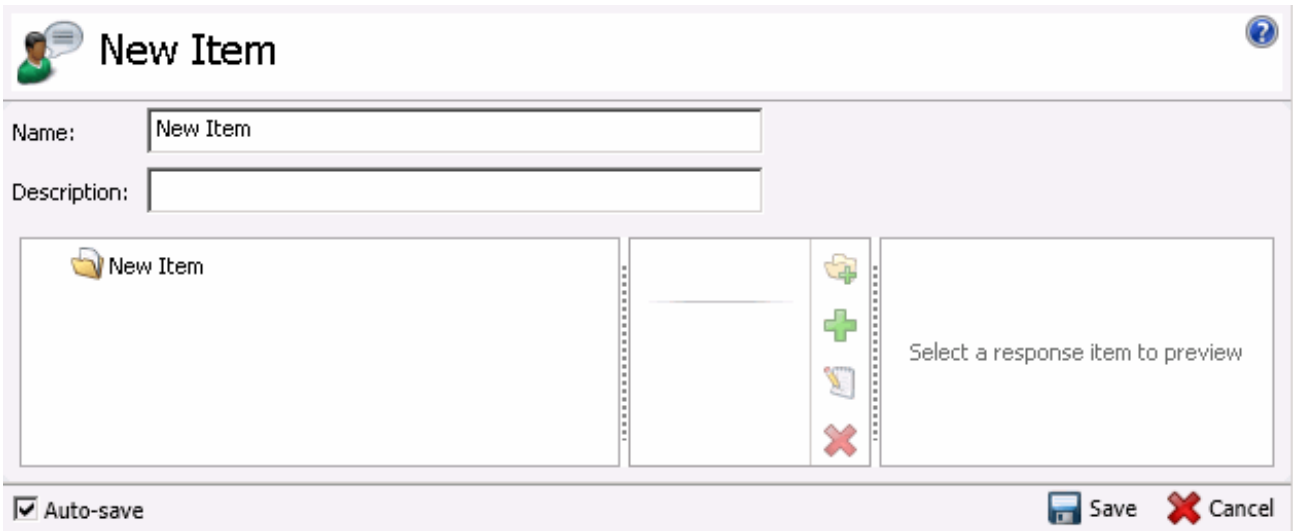 New Item
Name:
New Item
Description:
New Item
Select a response item to preview
Auto-save
Save
Cancel